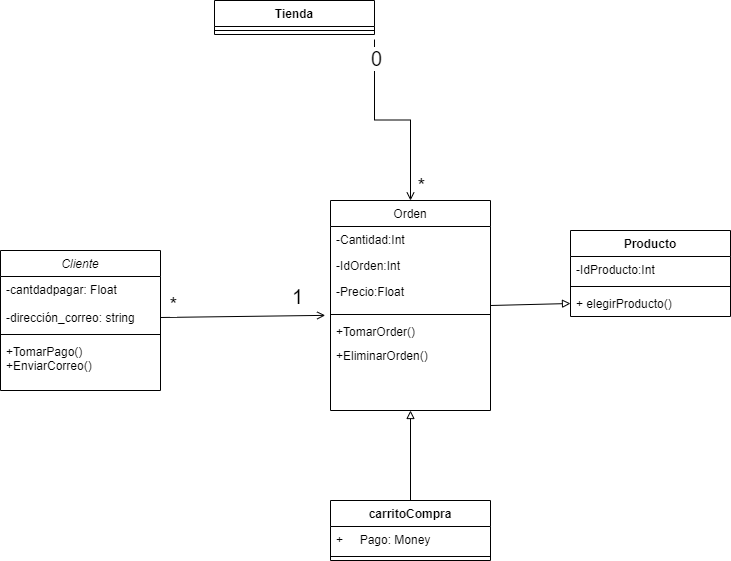 Tienda
0
*
Orden
-Cantidad:Int
-IdOrden:Int
-Precio:Float
+TomarOrder()
+EliminarOrden()
Producto
-IdProducto:Int
+ elegirProducto()
Cliente
-cantdadpagar: Float
-dirección_correo: string
+TomarPago()
+EnviarCorreo()
*
1
carritoCompra
+ Pago: Money